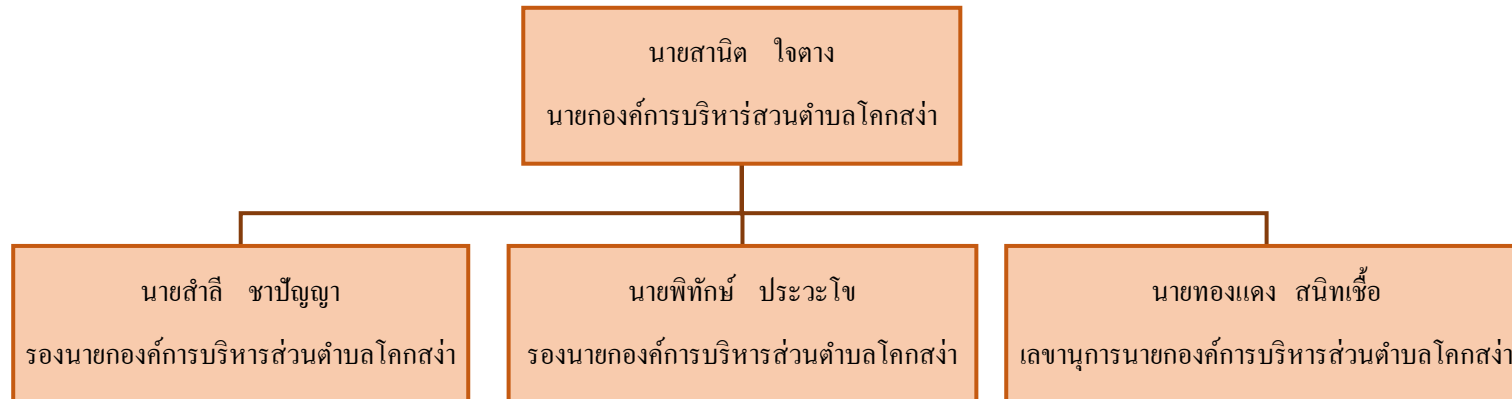 นายสานิต ใจตาง
นายกองค์การบริหาร่สวนตำบลโคกสง่า
นายสำลี ชาปัญญา
รองนายกองค์การบริหารส่วนตำบลโคกสง่า
นายพิทักษ์ ประวะโข
รองนายกองค์การบริหารส่วนตำบลโคกสง่า
นายทองแดง สนิทเชื้อ
เลขานุการนายกองค์การบริหารส่วนตำบลโคกสง่า